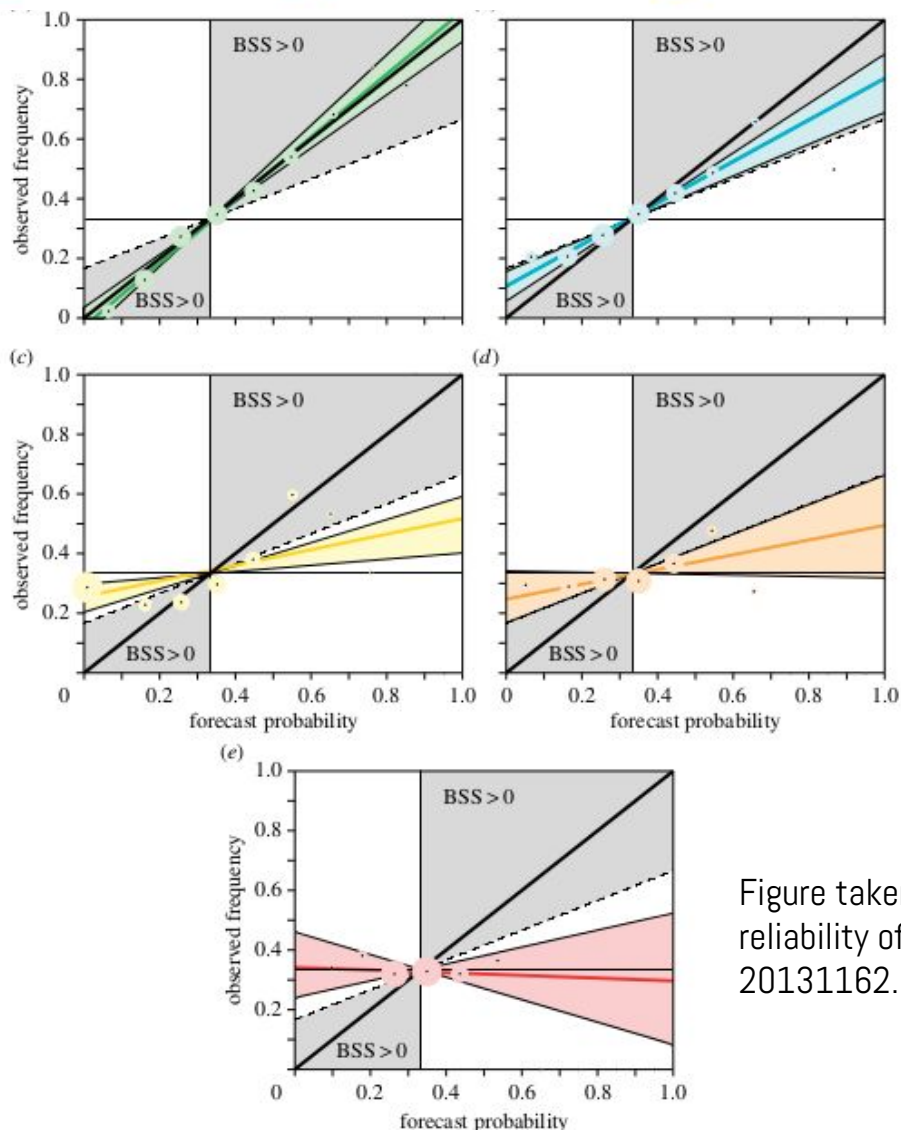 1.0
BSS > 0
BSS > 0
0.8
0.6
observed frequency
0.4
0.2
BSS > 0
BSS > 0
0
(c)
(d)
1.0
BSS > 0
BSS > 0
0.8
observed frequency
0.6
0.4
0.2
BSS > 0
BSS > 0
0 0.2 0.4 0.6 0.8 1.0
0 0.2 0.4 0.6 0.8 1.0
forecast probability
forecast probability
(e)
1.0
BSS > 0
0.8
observed frequency
0.6
Figure take
reliability of
0.4
20131162.
0.2
BSS > 0
0 0.2 0.4 0.6 0.8 1.0
forecast probability